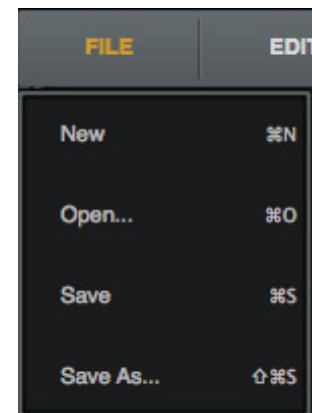 FILE EDIT
New ⌘N
Open... ⌘O
Save ⌘S
Save As... ⇧⌘S